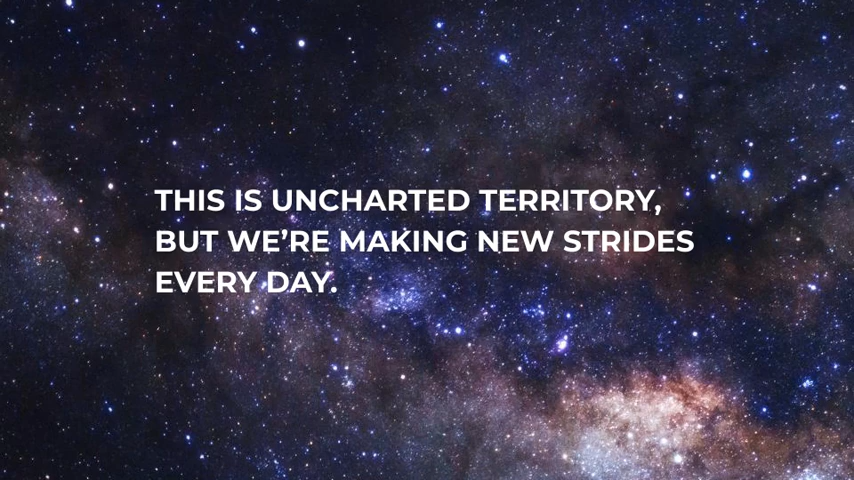 THIS IS UNCHARTED TERRITORY,
BUT WE’RE MAKING NEW STRIDES
EVERY DAY.